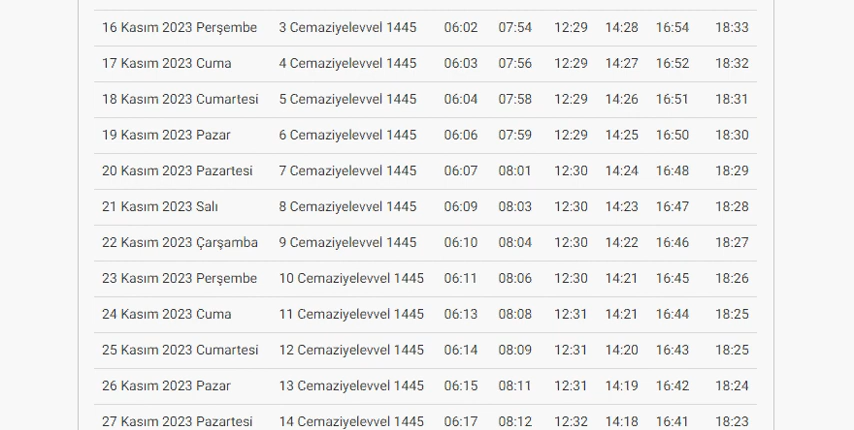 16 Kasım 2023 Perşembe 3 Cemaziyelevvel 1445 06:02 07:54 12:29 14:28 16:54 18:33
17 Kasım 2023 Cuma 4 Cemaziyelevvel 1445 06:03 07:56 12:29 14:27 16:52 18:32
18 Kasım 2023 Cumartesi 5 Cemaziyelevvel 1445 06:04 07:58 12:29 14:26 16:51 18:31
19 Kasım 2023 Pazar 6 Cemaziyelevvel 1445 06:06 07:59 12:29 14:25 16:50 18:30
20 Kasım 2023 Pazartesi 7 Cemaziyelevvel 1445 06:07 08:01 12:30 14:24 16:48 18:29
21 Kasım 2023 Salı 8 Cemaziyelevvel 1445 06:09 08:03 12:30 14:23 16:47 18:28
22 Kasım 2023 Çarşamba 9 Cemaziyelevvel 1445 06:10 08:04 12:30 14:22 16:46 18:27
23 Kasım 2023 Perşembe 10 Cemaziyelevvel 1445 06:11 08:06 12:30 14:21 16:45 18:26
24 Kasım 2023 Cuma 11 Cemaziyelevvel 1445 06:13 08:08 12:31 14:21 16:44 18:25
25 Kasım 2023 Cumartesi 12 Cemaziyelevvel 1445 06:14 08:09 12:31 14:20 16:43 18:25
26 Kasım 2023 Pazar 13 Cemaziyelevvel 1445 06:15 08:11 12:31 14:19 16:42 18:24
27 Kasım 2023 Pazartesi 14 Cemaziyelevvel 1445 06:17 08:12 12:32 14:18 16:41 18:23